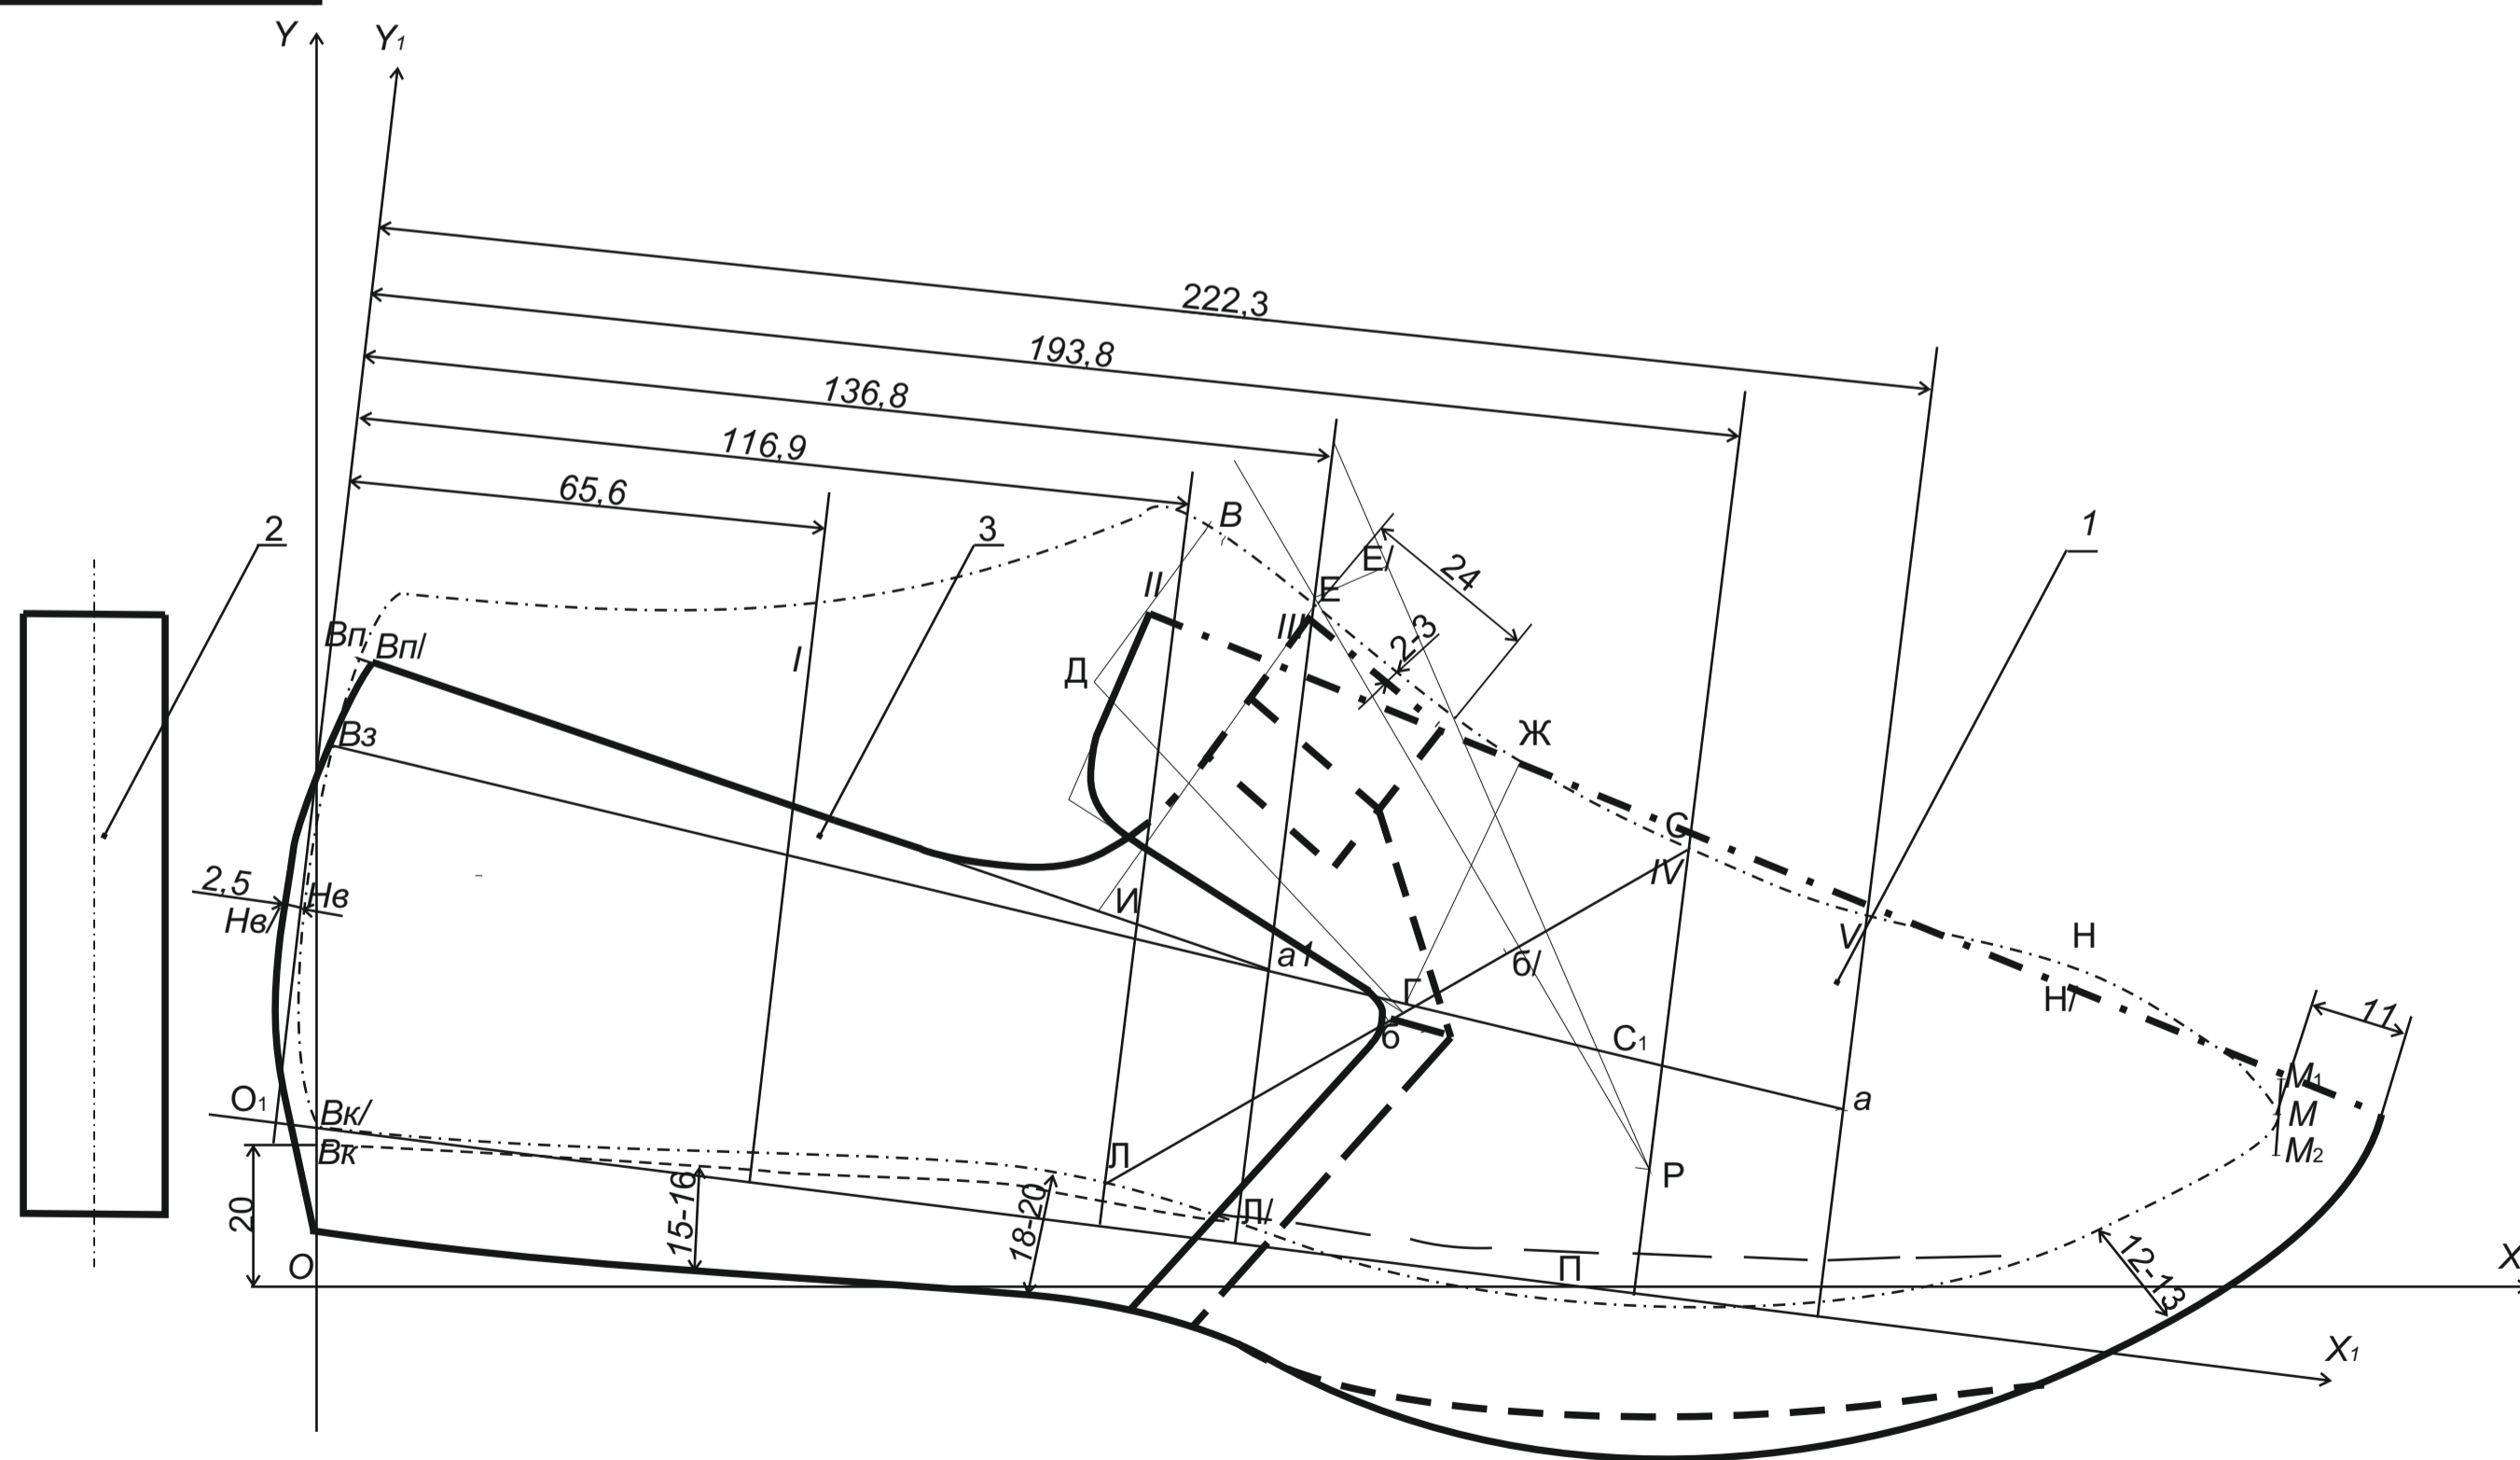 Y
Y1
222,3
193,8
136,8
116,9
65,6
2
3
В
1
Е/
24
II
Е
III
2-3
Вп
Вп/
I
Д
Вз
Ж
С
IV
2,5
Нв
Нв/
И
V
Н
а1
б/
Г
Н/
11
б
С1
М1
О1
а
Вк/
М
Вк
Л
М2
Р
20
15-16
18-20
Л/
О
П
12-13
X
X1